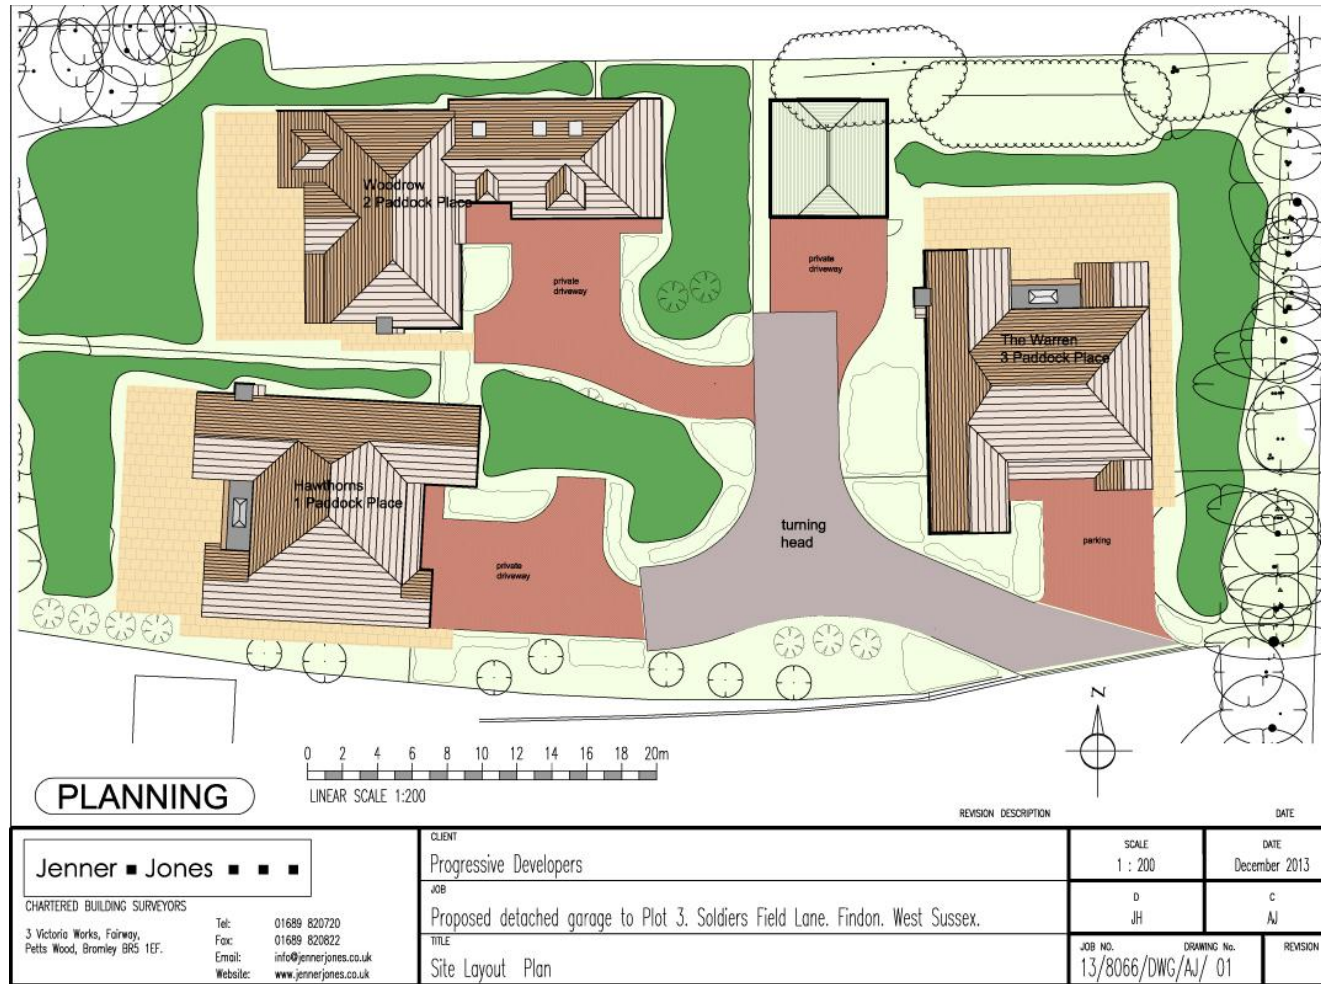 Woodrow
2 Paddock Place
private
driveway
private
driveway
The Warren
3 Paddock Place
Hawthorns
1 Paddock Place
turning
head
private
driveway
parking
N
0 2 4 6 8 10 12 14 16 18 20m
LINEAR SCALE 1:200
PLANNING
REVISION DESCRIPTION DATE
Jenner ■ Jones ■ ■ ■
CHARTERED BUILDING SURVEYORS
3 Victoria Works, Fairway,
Petts Wood, Bromley BR5 1EF.
Tel: 01689 820720
Fax: 01689 820822
Email: info@jennerjones.co.uk
Website: www.jennerjones.co.uk
CLIENT
Progressive Developers
JOB
Proposed detached garage to Plot 3. Soldiers Field Lane. Findon. West Sussex.
TITLE
Site Layout Plan
SCALE
1 : 200
DATE
December 2013
D
JH
C
AJ
JOB NO. DRAWING No.
13/8066/DWG/AJ/ 01
REVISION